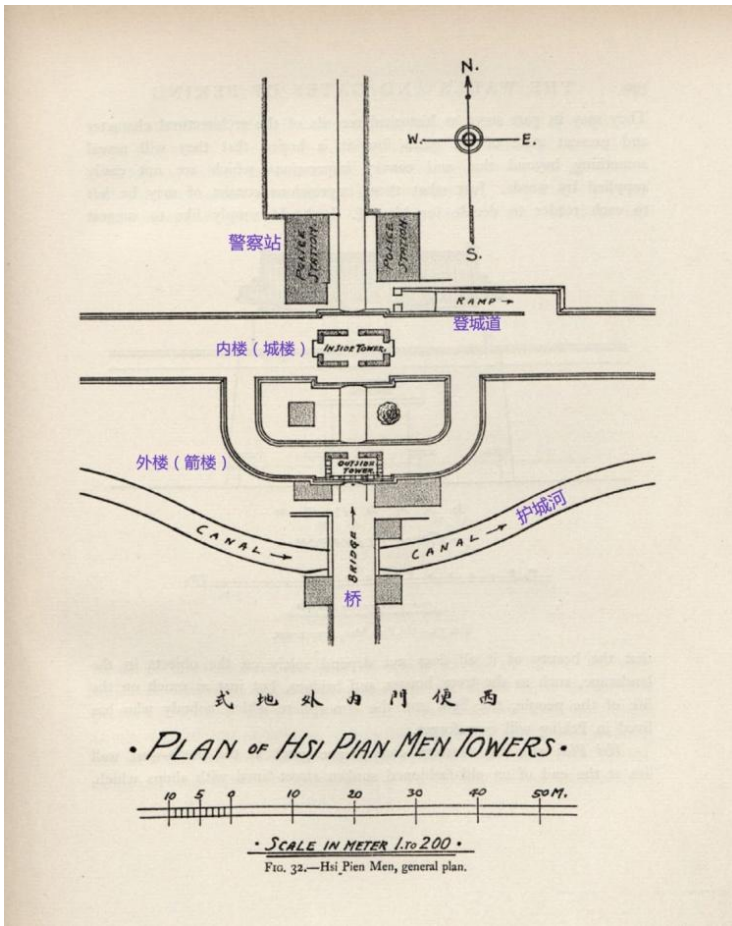 N.
W.
E.
S.
警察站
POLICE STATION.
POLICE STATION.
RAMP →
登城道
内楼（城楼）
INSIDE TOWER.
外楼（箭楼）
OUTSIDE TOWER.
CANAL →
BRIDGE →
CANAL →
护城河
桥
西便門内外地式
• PLAN OF HSI PIAN MEN TOWERS •
10 5 0 10 20 30 40 50 M.
• SCALE IN METER 1. TO 200 •
FIG. 32.—Hsi Pien Men, general plan.